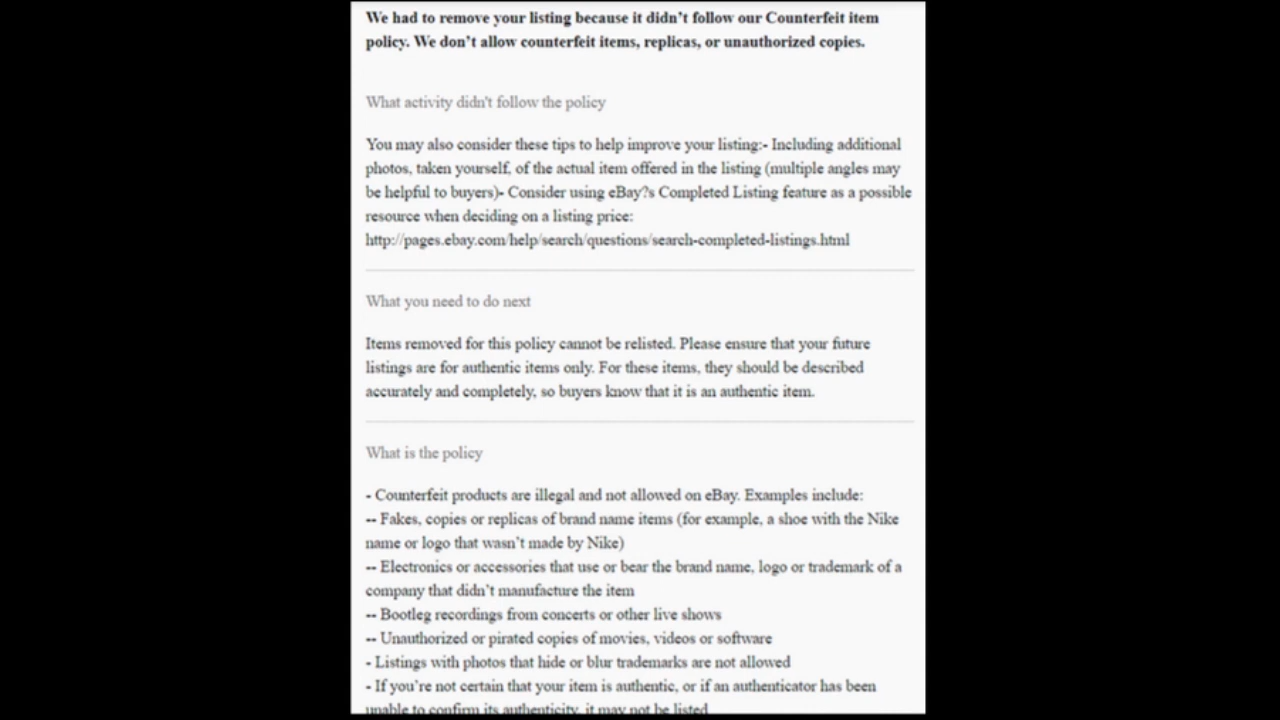 We had to remove your listing because it didn’t follow our Counterfeit item
policy. We don’t allow counterfeit items, replicas, or unauthorized copies.
What activity didn't follow the policy
You may also consider these tips to help improve your listing:- Including additional
photos, taken yourself, of the actual item offered in the listing (multiple angles may
be helpful to buyers)- Consider using eBay?s Completed Listing feature as a possible
resource when deciding on a listing price:
http://pages.ebay.com/help/search/questions/search-completed-listings.html
What you need to do next
Items removed for this policy cannot be relisted. Please ensure that your future
listings are for authentic items only. For these items, they should be described
accurately and completely, so buyers know that it is an authentic item.
What is the policy
- Counterfeit products are illegal and not allowed on eBay. Examples include:
-- Fakes, copies or replicas of brand name items (for example, a shoe with the Nike
name or logo that wasn’t made by Nike)
-- Electronics or accessories that use or bear the brand name, logo or trademark of a
company that didn’t manufacture the item
-- Bootleg recordings from concerts or other live shows
-- Unauthorized or pirated copies of movies, videos or software
- Listings with photos that hide or blur trademarks are not allowed
- If you’re not certain that your item is authentic, or if an authenticator has been
unable to confirm its authenticity, it may not be listed